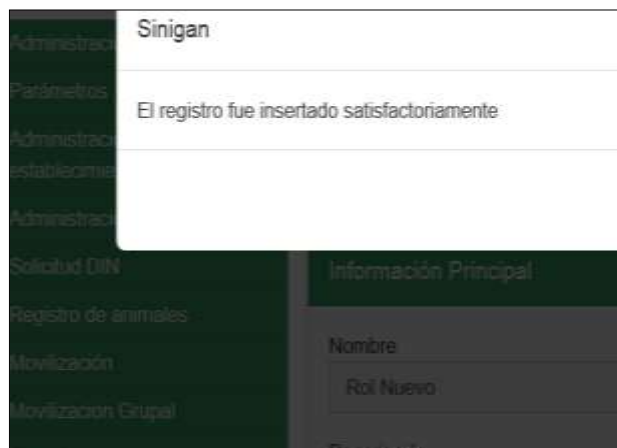 Sinigan
El registro fue insertado satisfactoriamente
Parámetros
Solicitud DIN
Registro de animales
Movilización
Movilizacion Grupal
Información Principal
Nombre
Rol Nuevo